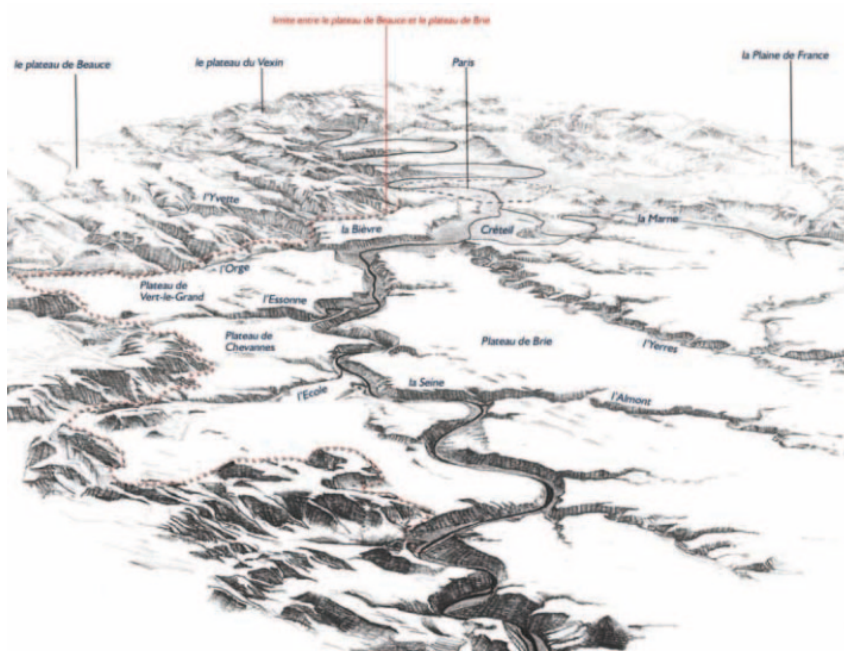 limite entre le plateau de Beauce et le plateau de Brie
le plateau de Beauce
le plateau du Vexin
Paris
la Plaine de France
l'Yvette
la Bièvre
Créteil
la Marne
l'Orge
Plateau de
Vert-le-Grand
l'Essonne
Plateau de
Chevannes
Plateau de Brie
l'Yerres
l'Ecole
la Seine
l'Almont